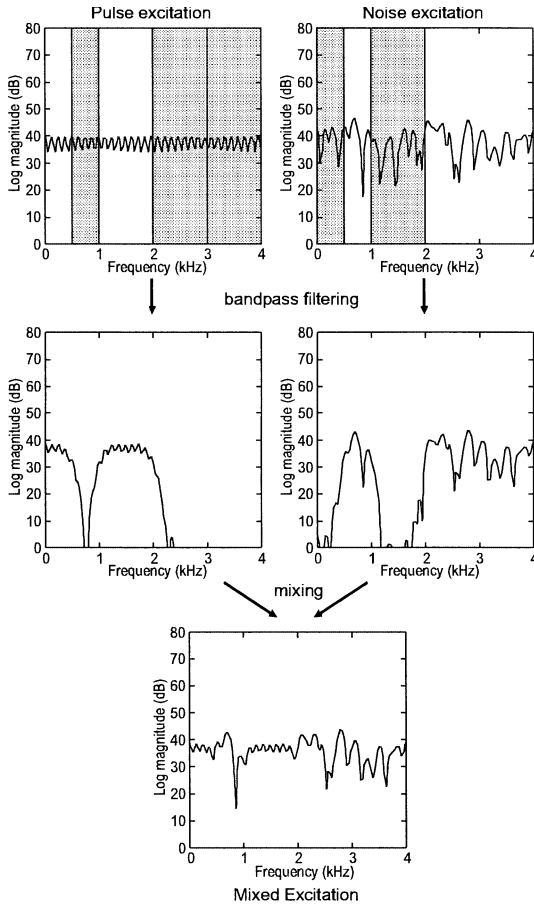 Pulse excitation
Noise excitation
80
70
60
50
40
30
20
10
0
Log magnitude (dB)
0 1 2 3 4
Frequency (kHz)
80
70
60
50
40
30
20
10
0
Log magnitude (dB)
0 1 2 3 4
Frequency (kHz)
bandpass filtering
80
70
60
50
40
30
20
10
0
Log magnitude (dB)
0 1 2 3 4
Frequency (kHz)
80
70
60
50
40
30
20
10
0
Log magnitude (dB)
0 1 2 3 4
Frequency (kHz)
mixing
80
70
60
50
40
30
20
10
0
Log magnitude (dB)
0 1 2 3 4
Frequency (kHz)
Mixed Excitation